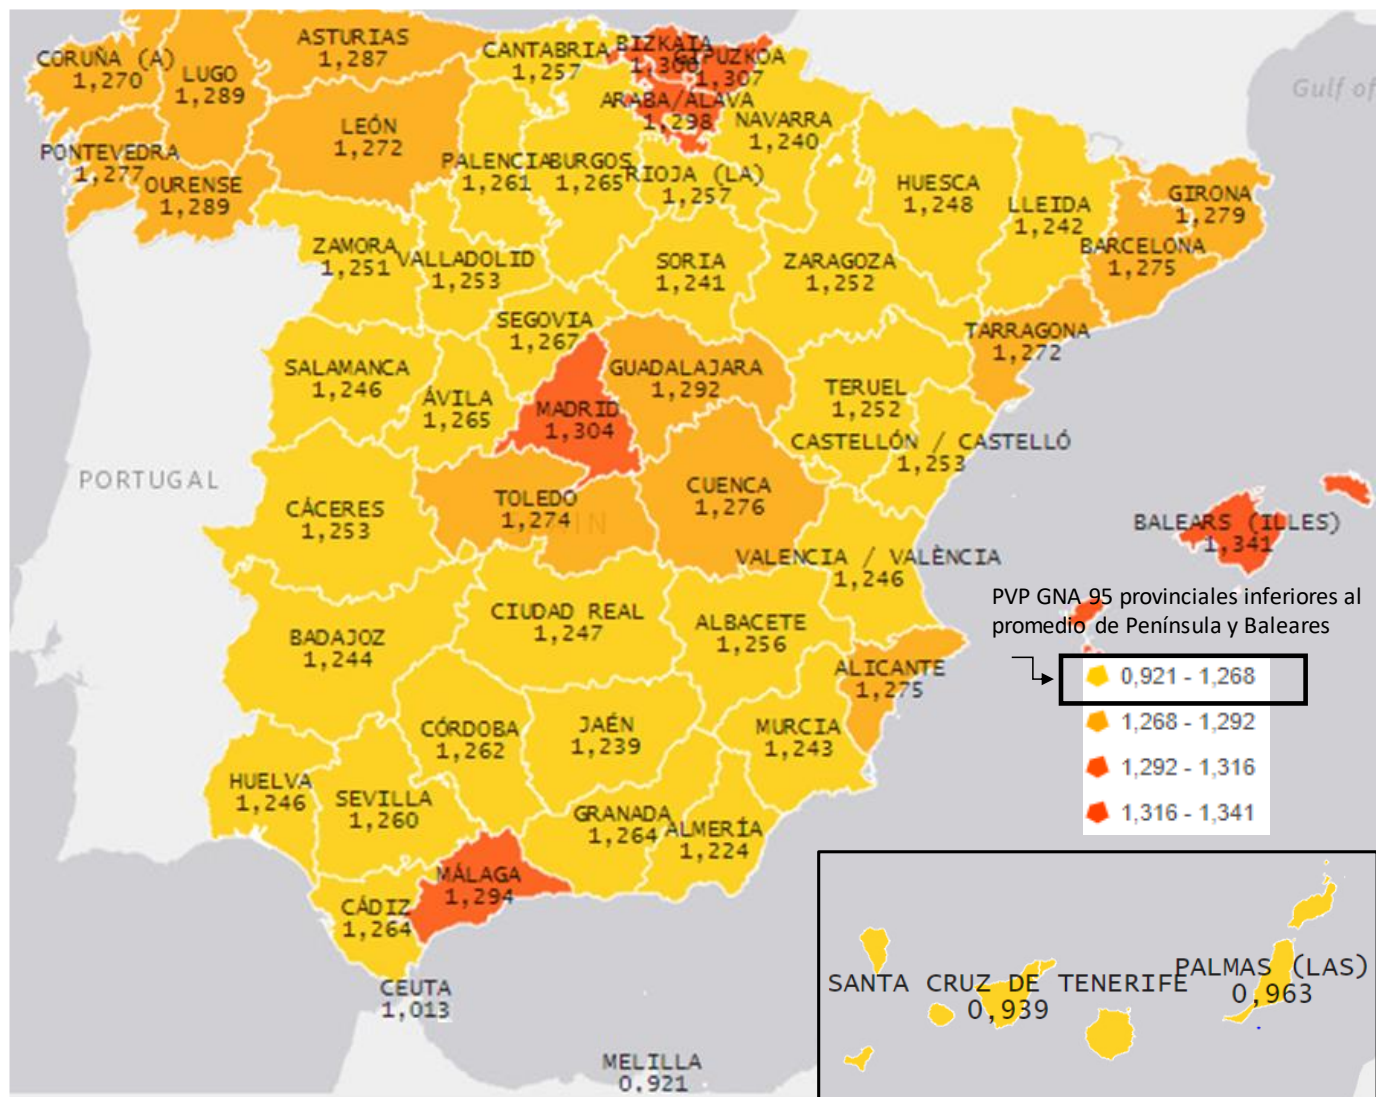 ASTURIAS
1,287
CORUÑA (A)
1,270
LUGO
1,289
CANTABRIA
1,257
BIZKAIA
1,300
GIPUZKOA
1,307
ARABA/ALAVA
1,298
NAVARRA
1,240
Gulf of
LEÓN
1,272
PONTEVEDRA
1,277
OURENSE
1,289
PALENCIA
1,261
BURGOS
1,265
RIOJA (LA)
1,257
HUESCA
1,248
LLEIDA
1,242
GIRONA
1,279
BARCELONA
1,275
ZAMORA
1,251
VALLADOLID
1,253
SORIA
1,241
ZARAGOZA
1,252
SEGOVIA
1,267
TARRAGONA
1,272
SALAMANCA
1,246
ÁVILA
1,265
MADRID
1,304
GUADALAJARA
1,292
TERUEL
1,252
CASTELLÓN / CASTELLÓ
1,253
PORTUGAL
CÁCERES
1,253
TOLEDO
1,274
CUENCA
1,276
BALEARS (ILLES)
1,341
VALENCIA / VALÈNCIA
1,246
PVP GNA 95 provinciales inferiores al
promedio de Península y Baleares
0,921 - 1,268
1,268 - 1,292
1,292 - 1,316
1,316 - 1,341
BADAJOZ
1,244
CIUDAD REAL
1,247
ALBACETE
1,256
ALICANTE
1,275
CÓRDOBA
1,262
JAÉN
1,239
MURCIA
1,243
HUELVA
1,246
SEVILLA
1,260
GRANADA
1,264
ALMERÍA
1,224
MÁLAGA
1,294
CÁDIZ
1,264
CEUTA
1,013
MELILLA
0,921
SANTA CRUZ DE TENERIFE
0,939
PALMAS (LAS)
0,963